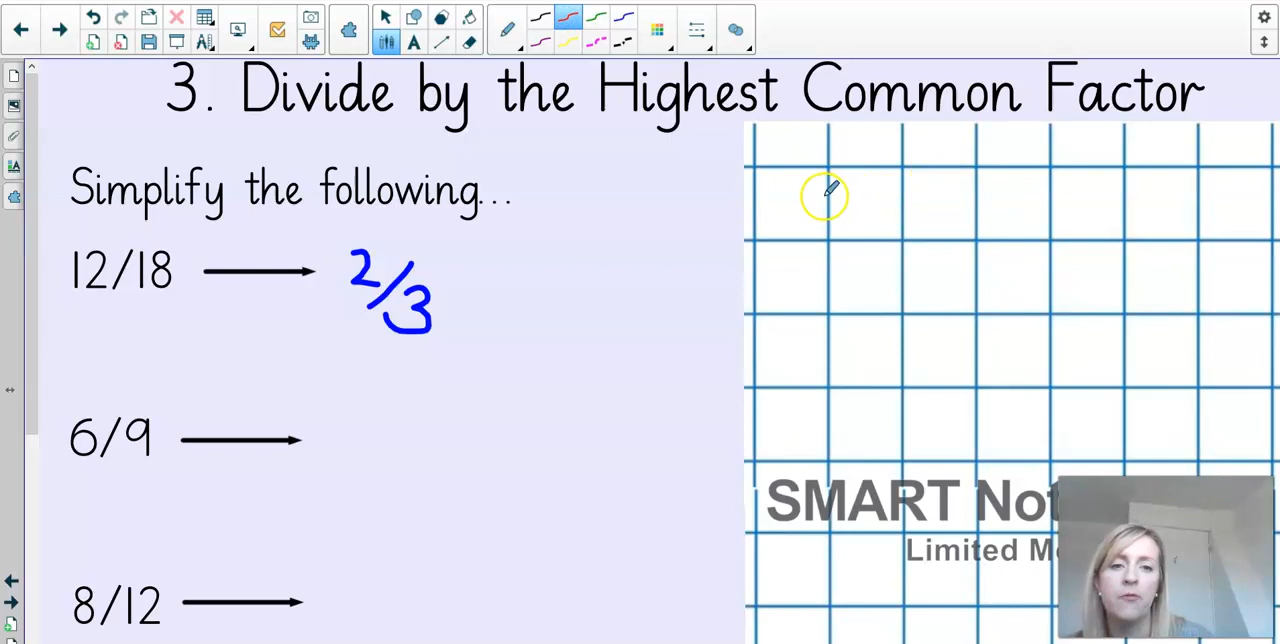 3. Divide by the Highest Common Factor
Simplify the following...
12/18 2/3
6/9
8/12
SMART Not
Limited M